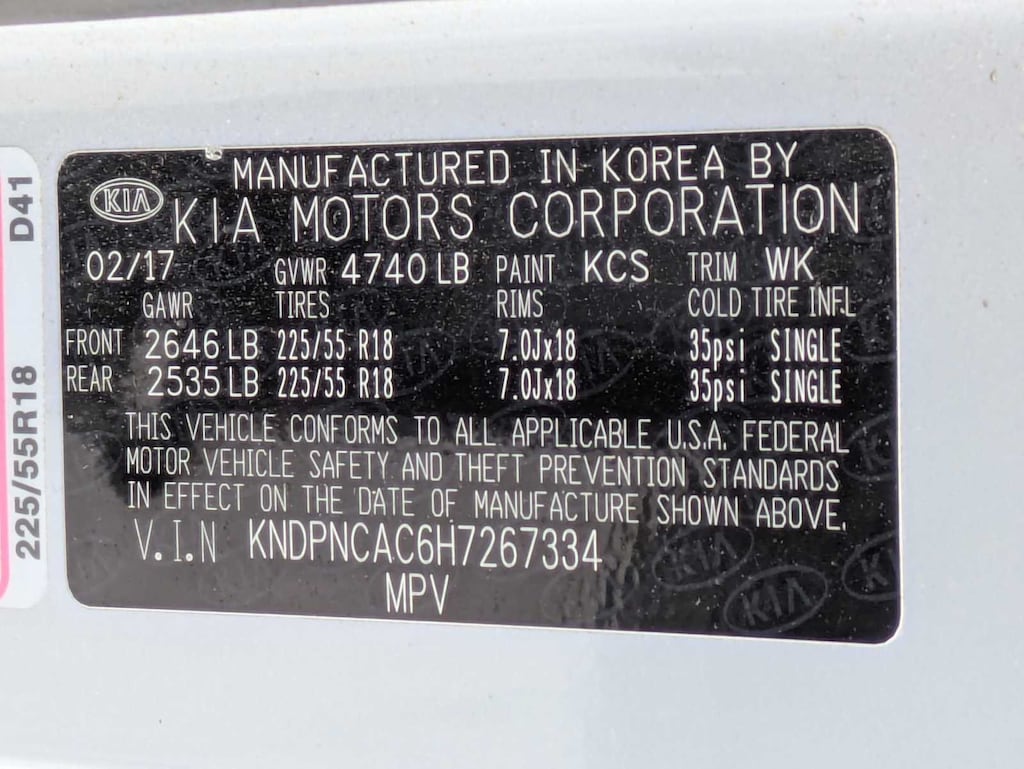 MANUFACTURED IN KOREA BY
KIA
KIA MOTORS CORPORATION
02/17 GVWR 4740 LB PAINT KCS TRIM WK
GAWR TIRES RIMS COLD TIRE INFL
FRONT 2646 LB 225/55 R18 7.0Jx18 35psi SINGLE
REAR 2535 LB 225/55 R18 7.0Jx18 35psi SINGLE
THIS VEHICLE CONFORMS TO ALL APPLICABLE U.S.A. FEDERAL
MOTOR VEHICLE SAFETY AND THEFT PREVENTION STANDARDS
IN EFFECT ON THE DATE OF MANUFACTURE SHOWN ABOVE.
V.I.N KNDPNCAC6H7267334
MPV
225/55R18 D41